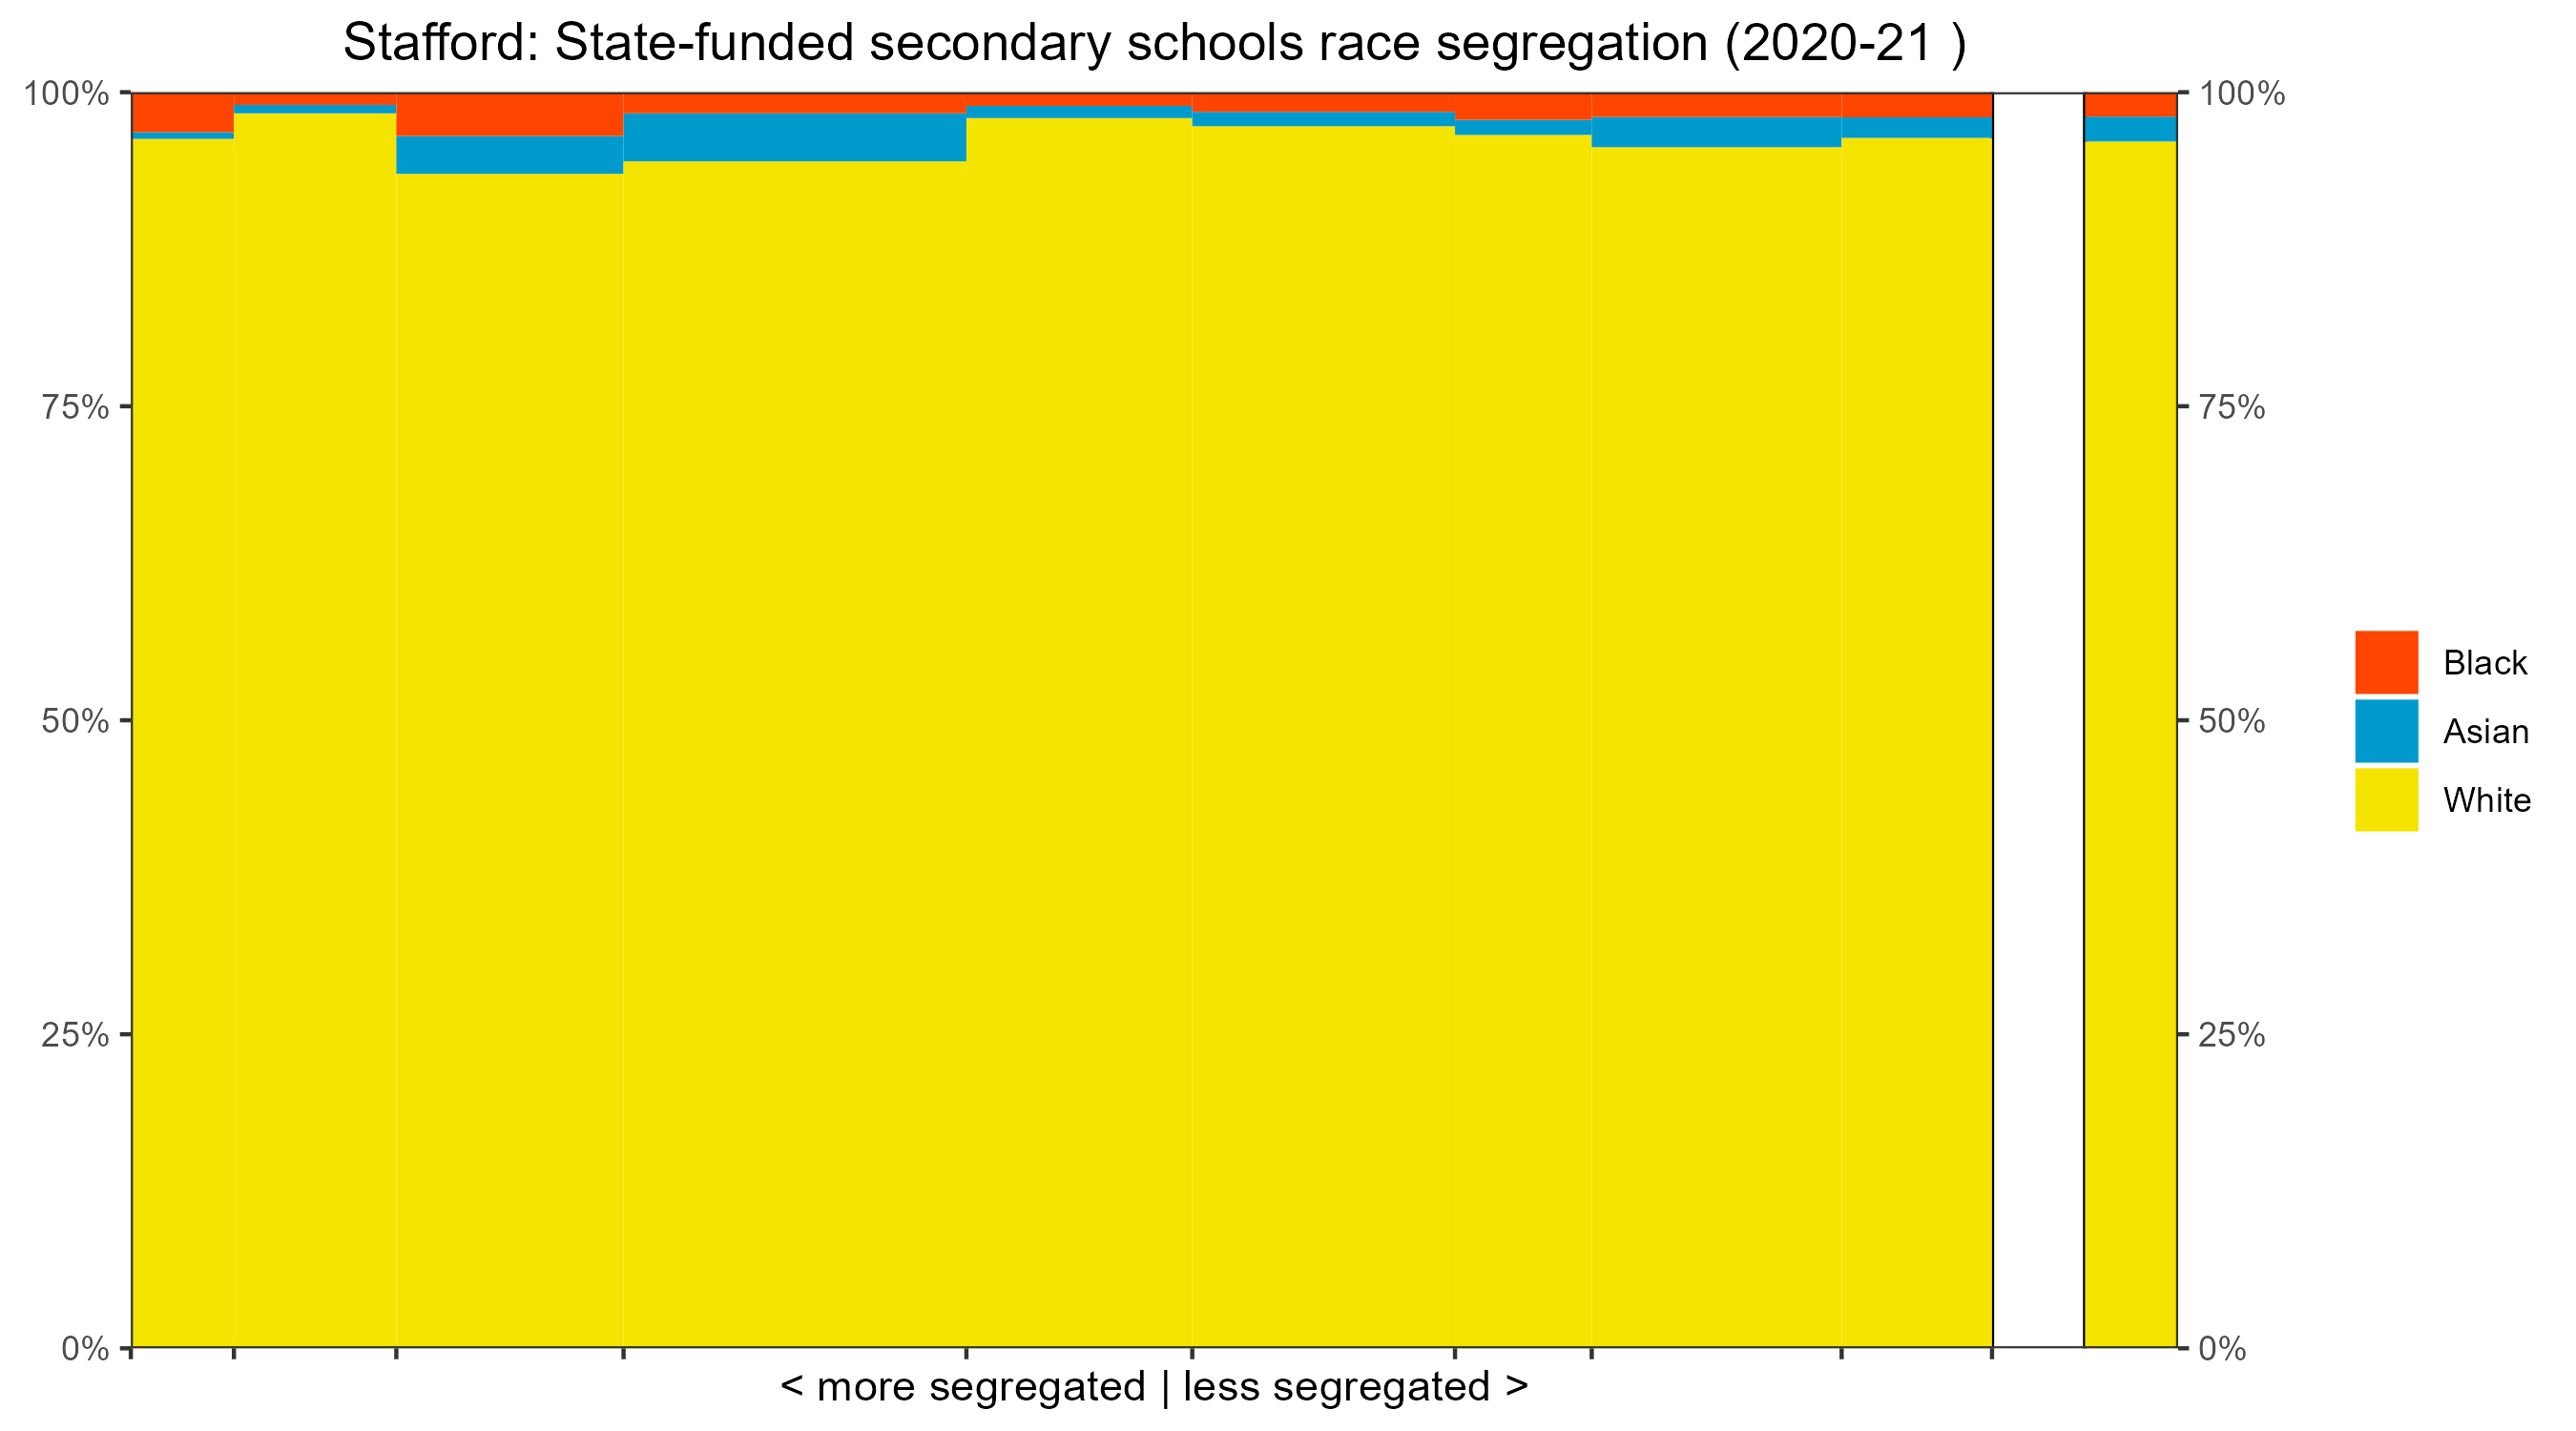 Stafford: State-funded secondary schools race segregation (2020-21 )
100%
75%
50%
25%
0%
100%
75%
50%
25%
0%
Black
Asian
White
< more segregated | less segregated >